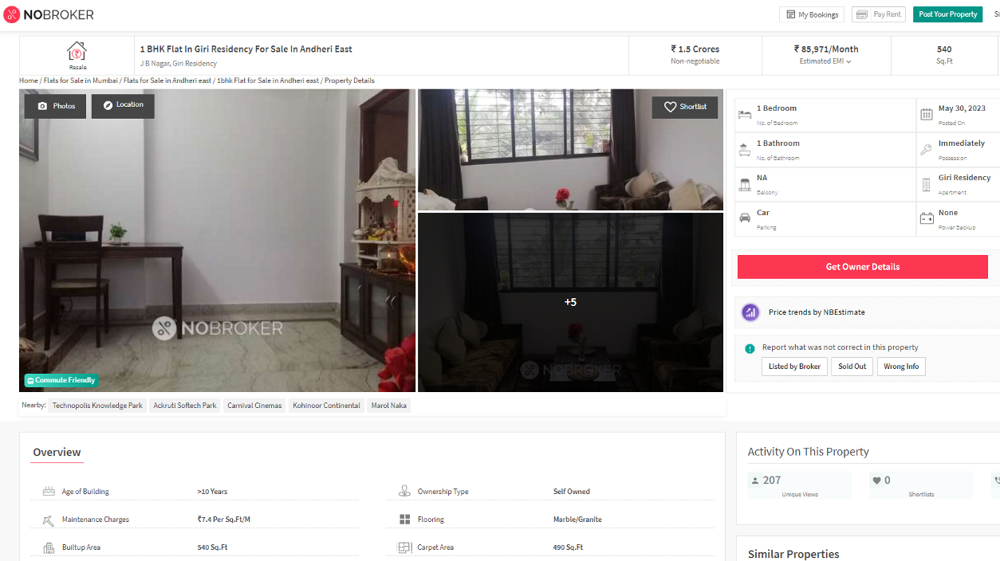 NOBROKER
My Bookings
Pay Rent
Post Your Property
Resale
1 BHK Flat In Giri Residency For Sale In Andheri East
J B Nagar, Giri Residency
₹ 1.5 Crores
Non-negotiable
₹ 85,971/Month
Estimated EMI
540
Sq.Ft
Home / Flats for Sale in Mumbai / Flats for Sale in Andheri east / 1bhk Flat for Sale in Andheri east / Property Details
Photos
Location
Shortlist
NOBROKER
Commute Friendly
+5
NOBROKER
1 Bedroom
No. of Bedroom
May 30, 2023
Posted On
1 Bathroom
No. of Bathroom
Immediately
Possession
NA
Balcony
Giri Residency
Apartment
Car
Parking
None
Power Backup
Get Owner Details
Price trends by NBEstimate
Report what was not correct in this property
Listed by Broker
Sold Out
Wrong Info
Nearby:
Technopolis Knowledge Park
Ackruti Softech Park
Carnival Cinemas
Kohinoor Continental
Marol Naka
Overview
Age of Building
>10 Years
Ownership Type
Self Owned
Maintenance Charges
₹7.4 Per Sq.Ft/M
Flooring
Marble/Granite
Builtup Area
540 Sq.Ft
Carpet Area
490 Sq.Ft
Activity On This Property
207
Unique Views
0
Shortlists
Similar Properties